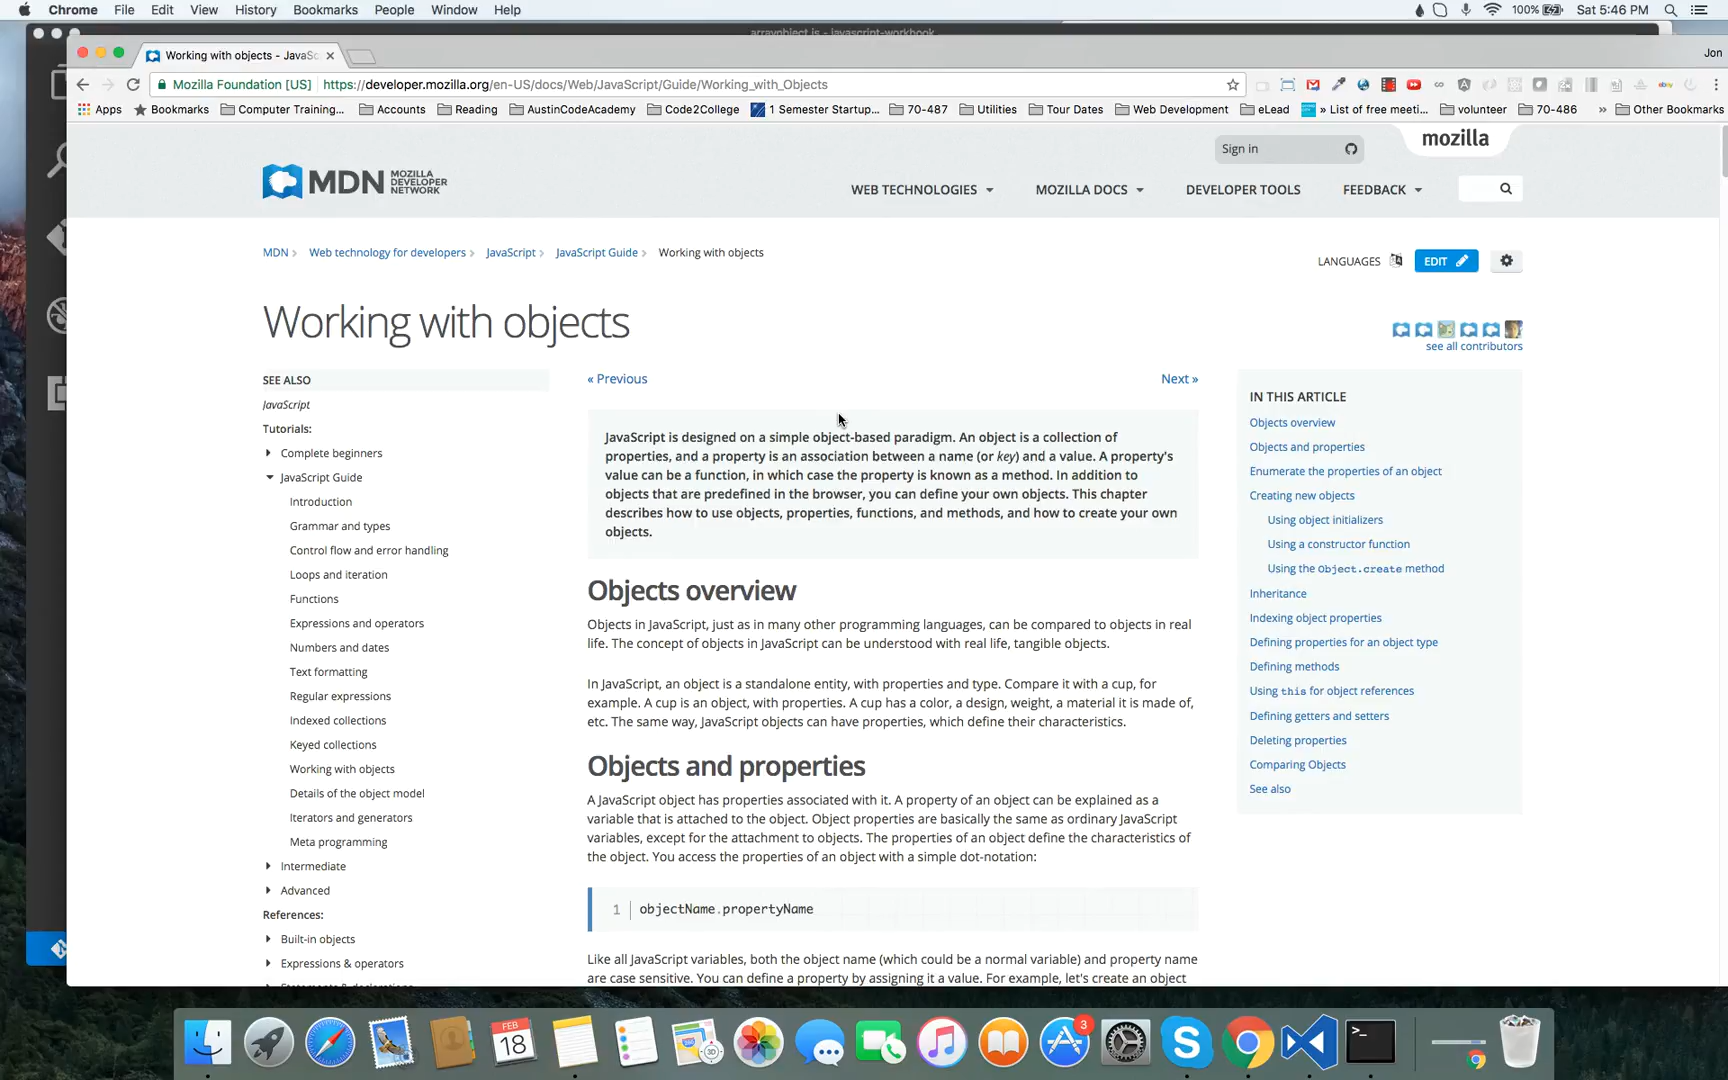 Chrome File Edit View History Bookmarks People Window Help
100% Sat 5:46 PM
arrayobject.js - javascript-workbook
Working with objects - JavaSc
Jon
Mozilla Foundation [US] https://developer.mozilla.org/en-US/docs/Web/JavaScript/Guide/Working_with_Objects
Apps Bookmarks Computer Training... Accounts Reading AustinCodeAcademy Code2College 1 Semester Startup... 70-487 Utilities Tour Dates Web Development eLead » List of free meeti... volunteer 70-486 » Other Bookmarks
Sign in
mozilla
MDN MOZILLA DEVELOPER NETWORK
WEB TECHNOLOGIES MOZILLA DOCS DEVELOPER TOOLS FEEDBACK
MDN Web technology for developers JavaScript JavaScript Guide Working with objects
LANGUAGES EDIT
Working with objects
see all contributors
SEE ALSO
JavaScript
Tutorials:
Complete beginners
JavaScript Guide
Introduction
Grammar and types
Control flow and error handling
Loops and iteration
Functions
Expressions and operators
Numbers and dates
Text formatting
Regular expressions
Indexed collections
Keyed collections
Working with objects
Details of the object model
Iterators and generators
Meta programming
Intermediate
Advanced
References:
Built-in objects
Expressions & operators
« Previous
Next »
JavaScript is designed on a simple object-based paradigm. An object is a collection of
properties, and a property is an association between a name (or key) and a value. A property's
value can be a function, in which case the property is known as a method. In addition to
objects that are predefined in the browser, you can define your own objects. This chapter
describes how to use objects, properties, functions, and methods, and how to create your own
objects.
Objects overview
Objects in JavaScript, just as in many other programming languages, can be compared to objects in real
life. The concept of objects in JavaScript can be understood with real life, tangible objects.
In JavaScript, an object is a standalone entity, with properties and type. Compare it with a cup, for
example. A cup is an object, with properties. A cup has a color, a design, weight, a material it is made of,
etc. The same way, JavaScript objects can have properties, which define their characteristics.
Objects and properties
A JavaScript object has properties associated with it. A property of an object can be explained as a
variable that is attached to the object. Object properties are basically the same as ordinary JavaScript
variables, except for the attachment to objects. The properties of an object define the characteristics of
the object. You access the properties of an object with a simple dot-notation:
1 objectName.propertyName
Like all JavaScript variables, both the object name (which could be a normal variable) and property name
are case sensitive. You can define a property by assigning it a value. For example, let's create an object
IN THIS ARTICLE
Objects overview
Objects and properties
Enumerate the properties of an object
Creating new objects
Using object initializers
Using a constructor function
Using the Object.create method
Inheritance
Indexing object properties
Defining properties for an object type
Defining methods
Using this for object references
Defining getters and setters
Deleting properties
Comparing Objects
See also
FEB
18
3